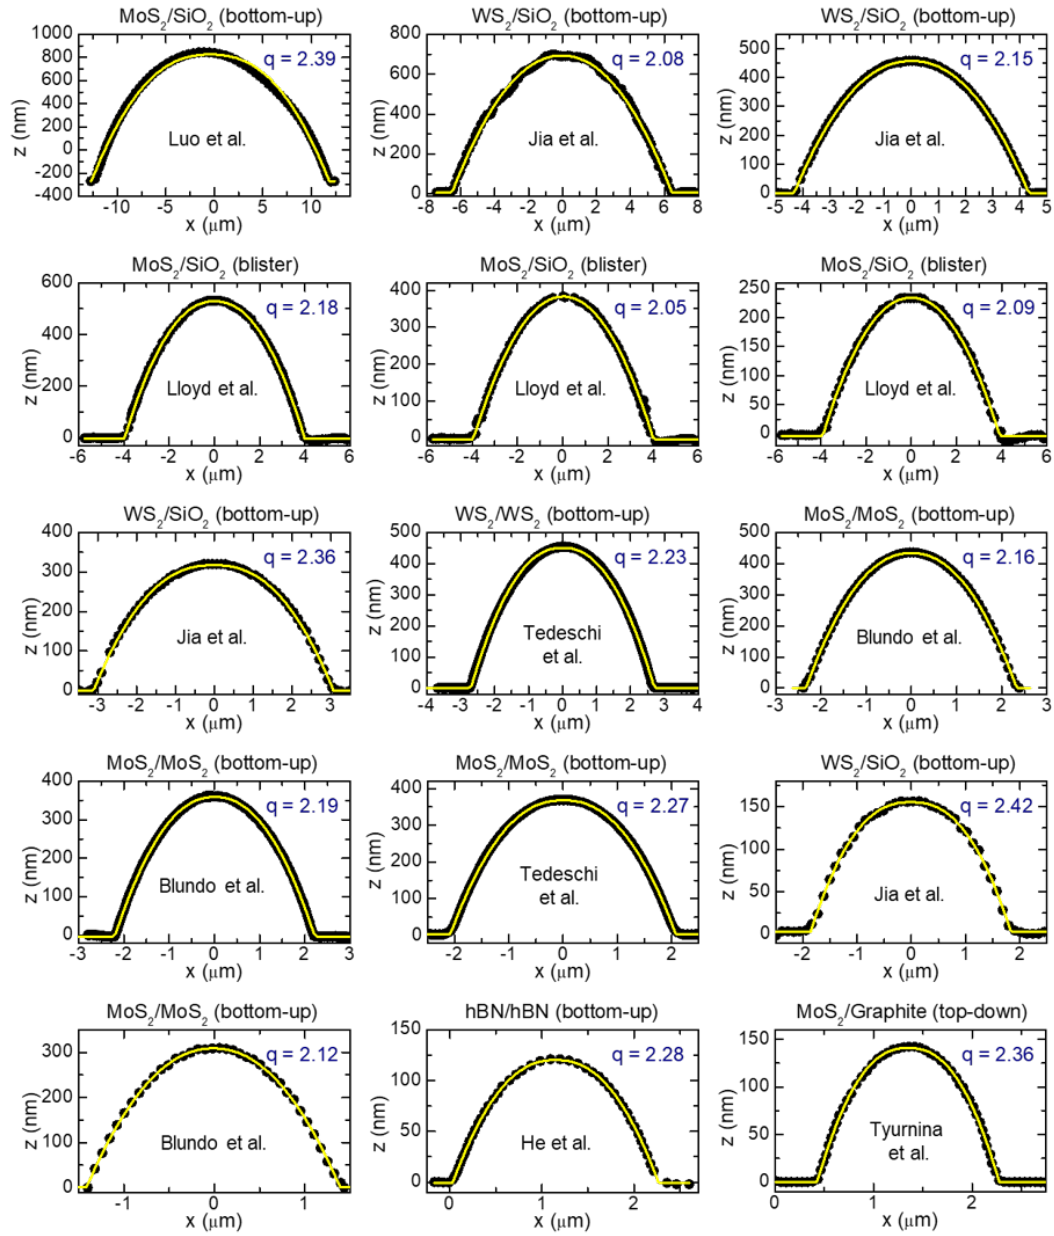 MoS₂/SiO₂ (bottom-up)
WS₂/SiO₂ (bottom-up)
WS₂/SiO₂ (bottom-up)
1000
800
600
400
200
0
-200
-400
z (nm)
q = 2.39
Luo et al.
-10 -5 0 5 10
x (μm)
800
600
400
200
0
z (nm)
q = 2.08
Jia et al.
-8 -6 -4 -2 0 2 4 6 8
x (μm)
500
400
300
200
100
0
z (nm)
q = 2.15
Jia et al.
-5 -4 -3 -2 -1 0 1 2 3 4 5
x (μm)
MoS₂/SiO₂ (blister)
MoS₂/SiO₂ (blister)
MoS₂/SiO₂ (blister)
600
400
200
0
z (nm)
q = 2.18
Lloyd et al.
-6 -4 -2 0 2 4 6
x (μm)
400
300
200
100
0
z (nm)
q = 2.05
Lloyd et al.
-6 -4 -2 0 2 4 6
x (μm)
250
200
150
100
50
0
z (nm)
q = 2.09
Lloyd et al.
-6 -4 -2 0 2 4 6
x (μm)
WS₂/SiO₂ (bottom-up)
WS₂/WS₂ (bottom-up)
MoS₂/MoS₂ (bottom-up)
400
300
200
100
0
z (nm)
q = 2.36
Jia et al.
-3 -2 -1 0 1 2 3
x (μm)
500
400
300
200
100
0
z (nm)
q = 2.23
Tedeschi
et al.
-4 -3 -2 -1 0 1 2 3 4
x (μm)
500
400
300
200
100
0
z (nm)
q = 2.16
Blundo et al.
-3 -2 -1 0 1 2 3
x (μm)
MoS₂/MoS₂ (bottom-up)
MoS₂/MoS₂ (bottom-up)
WS₂/SiO₂ (bottom-up)
400
300
200
100
0
z (nm)
q = 2.19
Blundo et al.
-3 -2 -1 0 1 2 3
x (μm)
400
300
200
100
0
z (nm)
q = 2.27
Tedeschi
et al.
-2 -1 0 1 2
x (μm)
150
100
50
0
z (nm)
q = 2.42
Jia et al.
-2 -1 0 1 2
x (μm)
MoS₂/MoS₂ (bottom-up)
hBN/hBN (bottom-up)
MoS₂/Graphite (top-down)
300
200
100
0
z (nm)
q = 2.12
Blundo et al.
-1 0 1
x (μm)
150
100
50
0
z (nm)
q = 2.28
He et al.
0 1 2
x (μm)
150
100
50
0
z (nm)
q = 2.36
Tyurnina
et al.
0 1 2
x (μm)